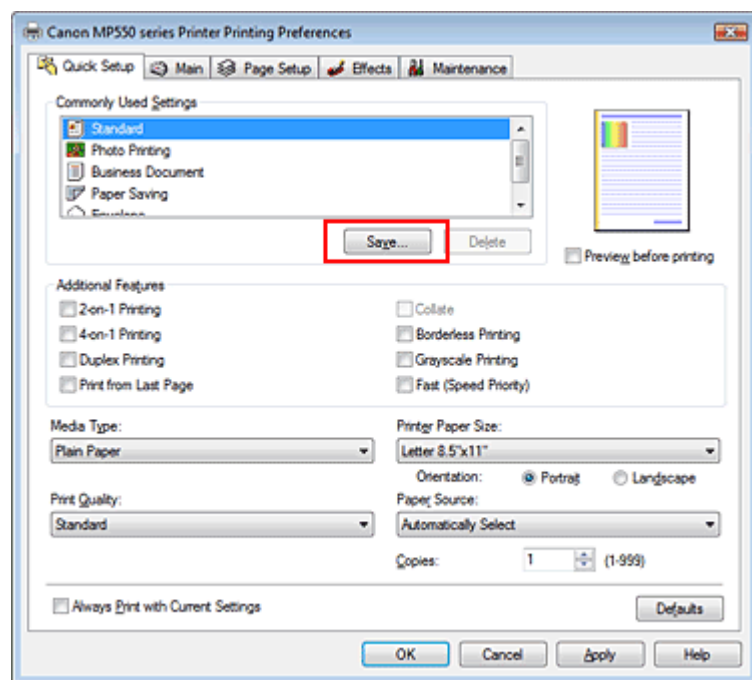 Canon MP550 series Printer Printing Preferences
Quick Setup Main Page Setup Effects Maintenance
Commonly Used Settings
Standard
Photo Printing
Business Document
Paper Saving
Envelope
Save... Delete
Preview before printing
Additional Features
2-on-1 Printing Collate
4-on-1 Printing Borderless Printing
Duplex Printing Grayscale Printing
Print from Last Page Fast (Speed Priority)
Media Type: Printer Paper Size:
Plain Paper Letter 8.5"x11"
Orientation: Portrait Landscape
Print Quality: Paper Source:
Standard Automatically Select
Copies: 1 (1-999)
Always Print with Current Settings Defaults
OK Cancel Apply Help